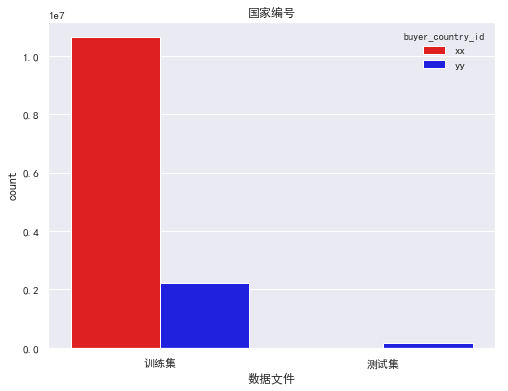 国家编号
1e7
buyer_country_id
xx
yy
1.0
0.8
0.6
0.4
0.2
0.0
count
训练集
测试集
数据文件